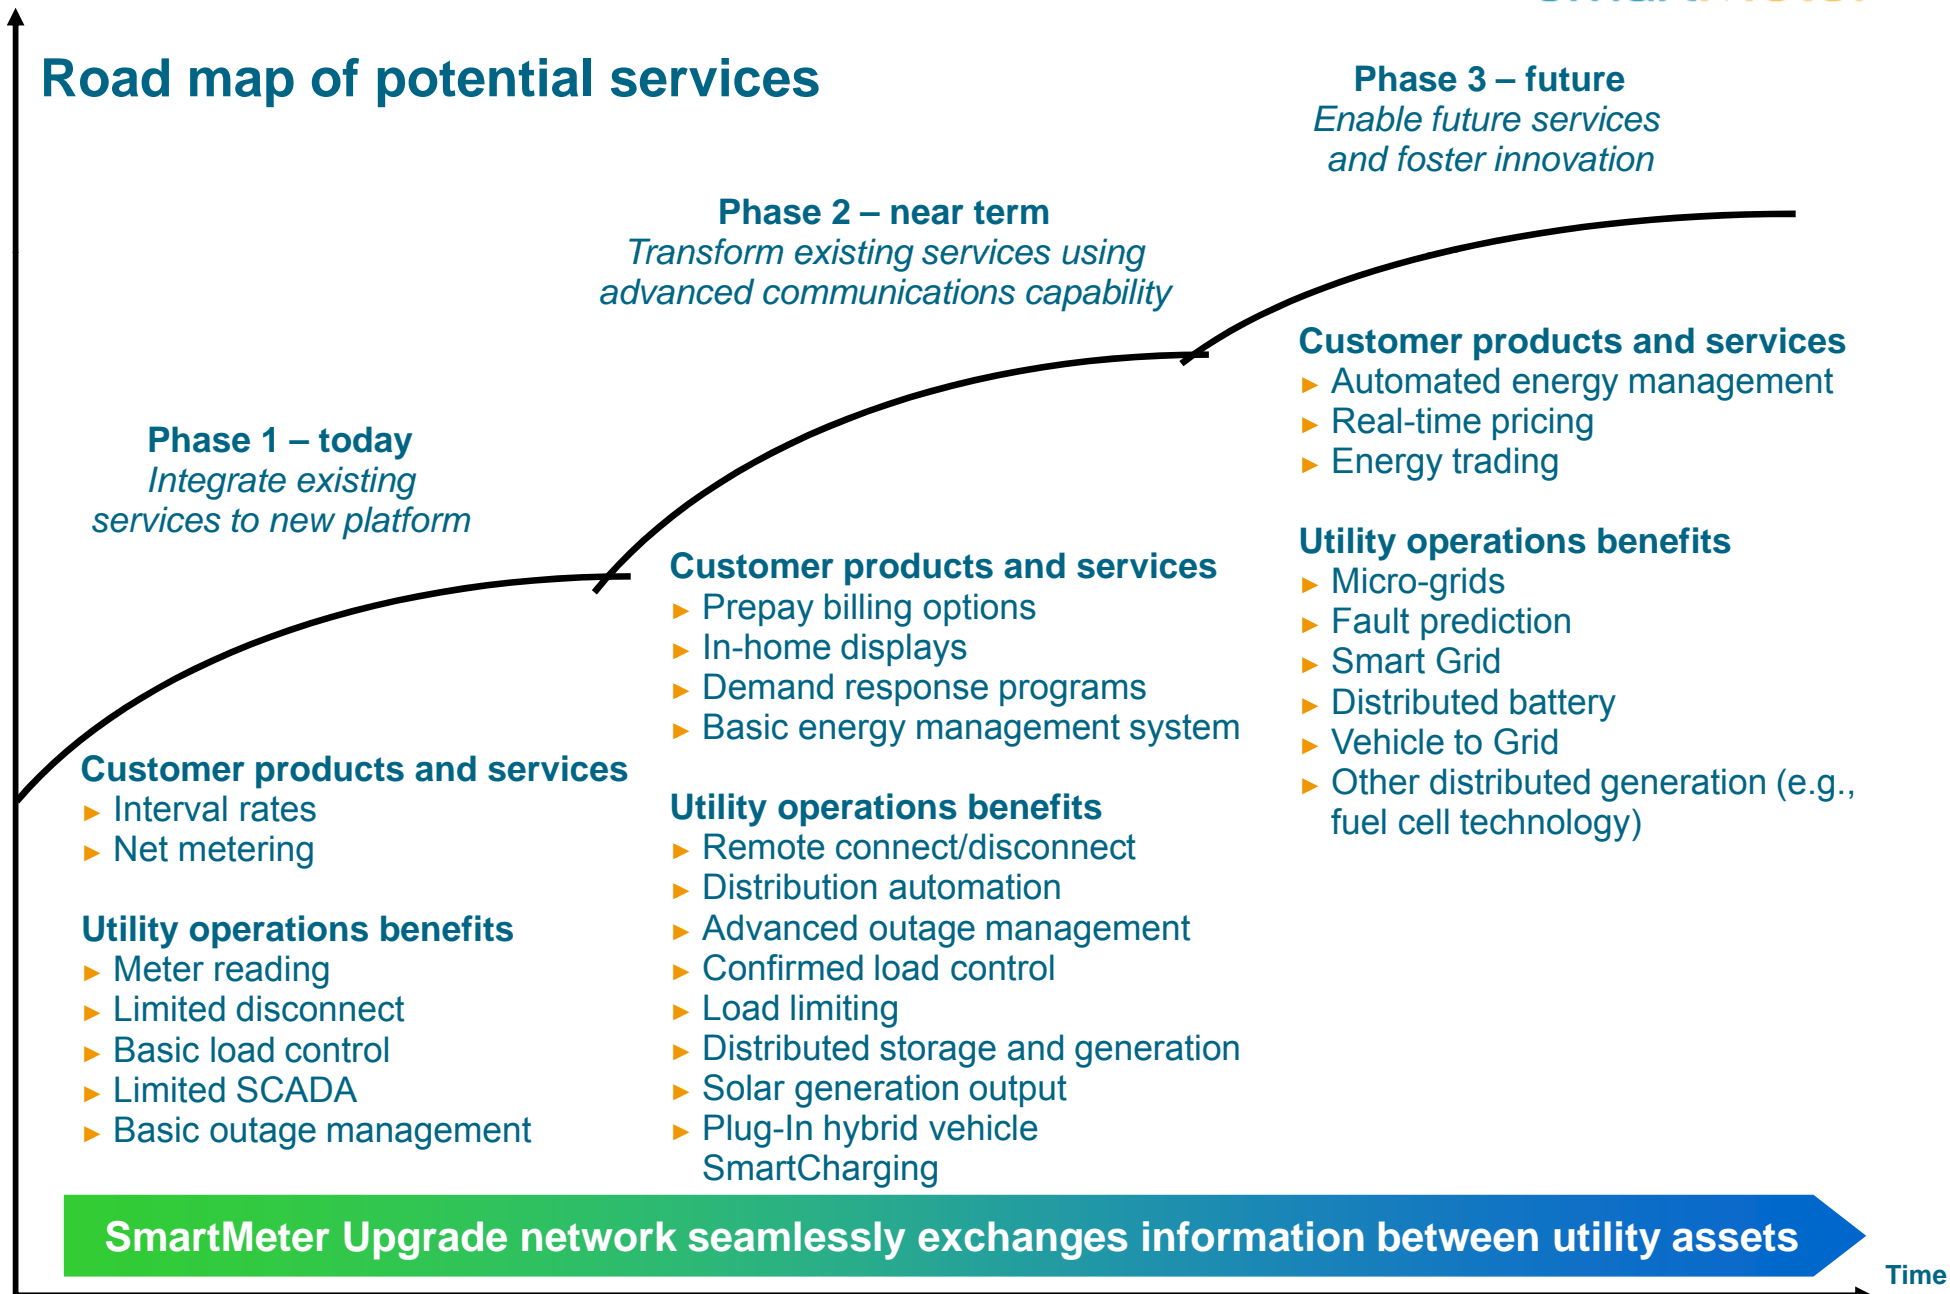 Road map of potential services
Phase 1 – today
Integrate existing
services to new platform
Customer products and services
► Interval rates
► Net metering
Utility operations benefits
► Meter reading
► Limited disconnect
► Basic load control
► Limited SCADA
► Basic outage management
Phase 2 – near term
Transform existing services using
advanced communications capability
Customer products and services
► Prepay billing options
► In-home displays
► Demand response programs
► Basic energy management system
Utility operations benefits
► Remote connect/disconnect
► Distribution automation
► Advanced outage management
► Confirmed load control
► Load limiting
► Distributed storage and generation
► Solar generation output
► Plug-In hybrid vehicle
SmartCharging
Phase 3 – future
Enable future services
and foster innovation
Customer products and services
► Automated energy management
► Real-time pricing
► Energy trading
Utility operations benefits
► Micro-grids
► Fault prediction
► Smart Grid
► Distributed battery
► Vehicle to Grid
► Other distributed generation (e.g.,
fuel cell technology)
SmartMeter Upgrade network seamlessly exchanges information between utility assets
Time